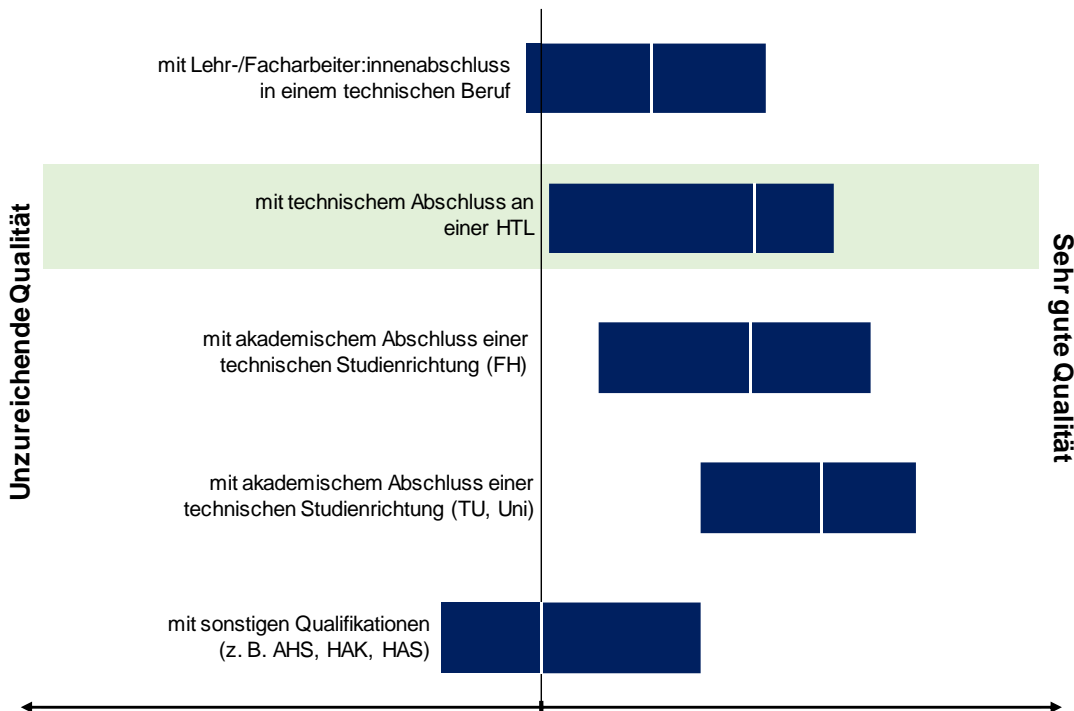 mit Lehr-/Facharbeiter:innenabschluss
in einem technischen Beruf
mit technischem Abschluss an
einer HTL
mit akademischem Abschluss einer
technischen Studienrichtung (FH)
mit akademischem Abschluss einer
technischen Studienrichtung (TU, Uni)
mit sonstigen Qualifikationen
(z. B. AHS, HAK, HAS)
Unzureichende Qualität
Sehr gute Qualität